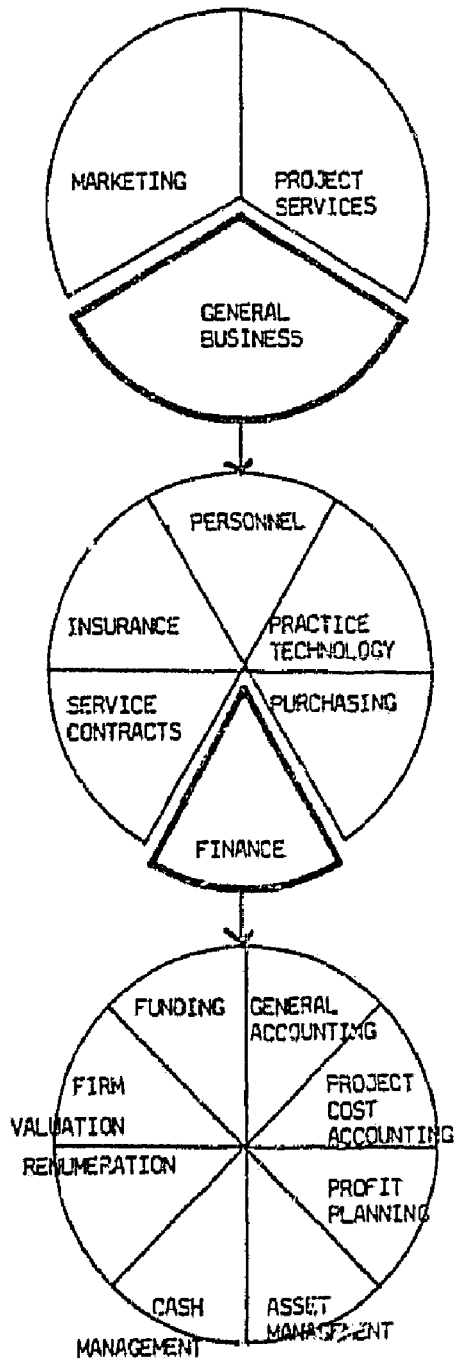 MARKETING
PROJECT
SERVICES
GENERAL
BUSINESS
PERSONNEL
INSURANCE
PRACTICE
TECHNOLOGY
SERVICE
CONTRACTS
PURCHASING
FINANCE
FUNDING
GENERAL
ACCOUNTING
FIRM
VALUATION
PROJECT
COST
ACCOUNTING
RENUMERATION
PROFIT
PLANNING
CASH
MANAGEMENT
ASSET
MANAGEMENT